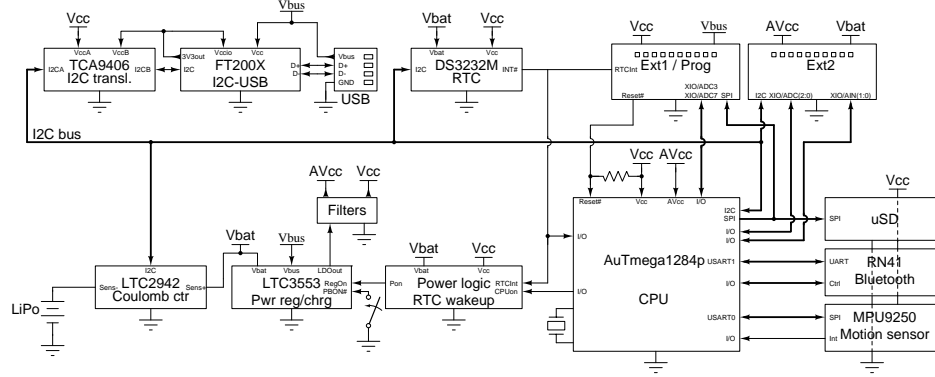 Vcc
Vbus
Vbat
Vcc
Vcc
Vbus
AVcc
Vbat
VccA VccB
I2CA I2CB
TCA9406
I2C transl.
Vccio Vcc
3V3out
I2C
D+
D-
FT200X
I2C-USB
Vbus
D+
D-
GND
USB
Vbat Vcc
I2C INT#
DS3232M
RTC
RTCInt
Ext1 / Prog
XIO/ADC3
Reset# XIO/ADC7 SPI
Ext2
I2C XIO/ADC(2:0) XIO/AIN(1:0)
I2C bus
AVcc Vcc
Filters
Vcc AVcc
Reset# Vcc AVcc I/O
I2C
SPI
I/O
I/O
I/O
AuTmega1284p
CPU
USART1
I/O
I/O
USART0
I/O
Vcc
SPI
uSD
UART
RN41
Bluetooth
Ctrl
SPI
MPU9250
Motion sensor
Int
Vbat
Vbus
Vbat
Vcc
LiPo
I2C
Sens- Sens+
LTC2942
Coulomb ctr
Vbat Vbus LDOout
LTC3553
Pwr reg/chrg
RegOn
PBON#
Vbat Vcc
Pon
Power logic
RTC wakeup
RTCInt
CPUon